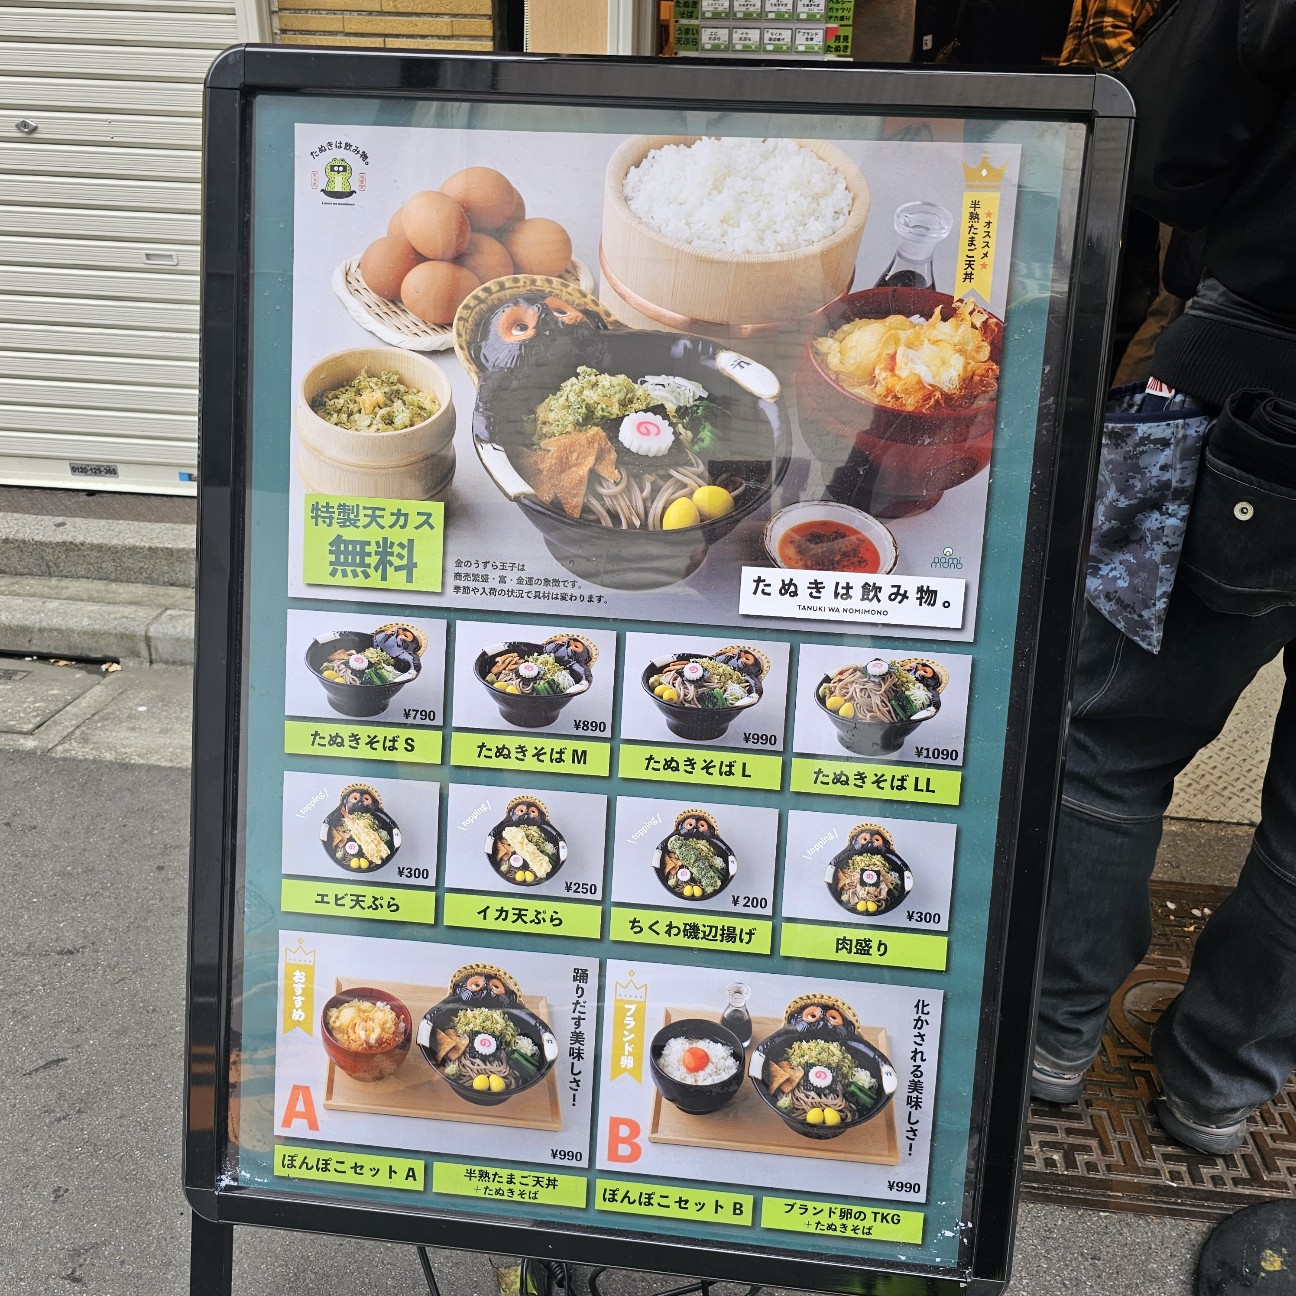 たぬきは飲み物。
TANUKI WA NOMIMONO
★オススメ★
半熟たまご天丼
0120-129-365
特製天カス
無料
金のうずら玉子は
商売繁盛・富・金運の象徴です。
季節や入荷の状況で具材は変わります。
nomi
mono
たぬきは飲み物。
TANUKI WA NOMIMONO
¥790
たぬきそば S
¥890
たぬきそば M
¥990
たぬきそば L
¥1090
たぬきそば LL
topping
¥300
エビ天ぷら
topping
¥250
イカ天ぷら
topping
¥200
ちくわ磯辺揚げ
topping
¥300
肉盛り
おすすめ
踊りだす美味しさ!
A
¥990
ぽんぽこセット A
半熟たまご天丼
+たぬきそば
ブランド卵
化かされる美味しさ!
B
¥990
ぽんぽこセット B
ブランド卵の TKG
+たぬきそば